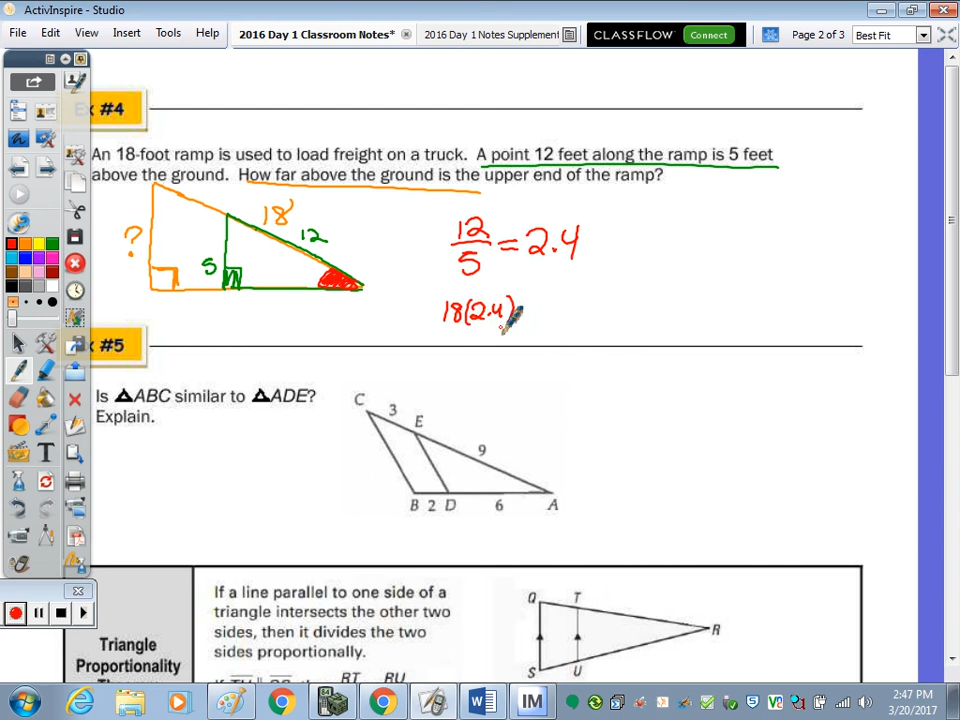 ActivInspire - Studio
File Edit View Insert Tools Help 2016 Day 1 Classroom Notes* 2016 Day 1 Notes Supplement CLASSFLOW Connect Page 2 of 3 Best Fit
Ex #4
An 18-foot ramp is used to load freight on a truck. A point 12 feet along the ramp is 5 feet
above the ground. How far above the ground is the upper end of the ramp?
18'
12
?
5
12
5
= 2.4
18(2.4)
Ex #5
Is △ABC similar to △ADE?
Explain.
C
3
E
9
B 2 D 6 A
If a line parallel to one side of a
triangle intersects the other two
sides, then it divides the two
sides proportionally.
Triangle
Proportionality
Q T
R
S U
RT RU
W
IM
2:47 PM
3/20/2017